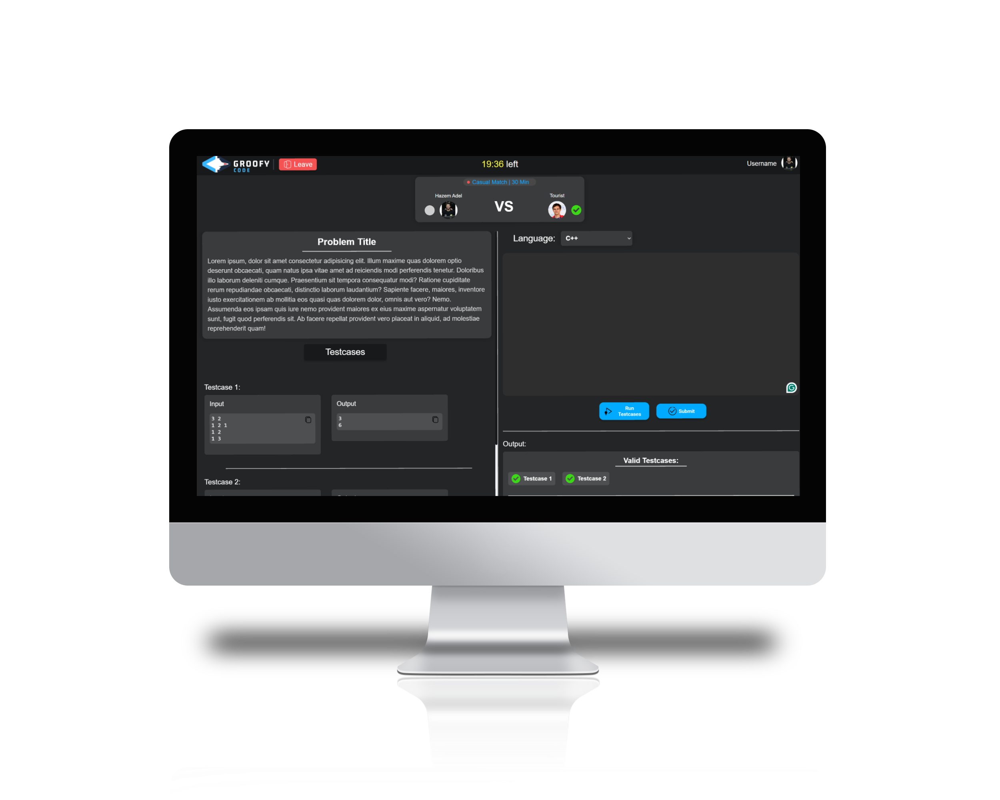 GROOFY
CODE
Leave
19:36 left
Username
Casual Match | 30 Min
Hazem Adel
VS
Tourist
Problem Title
Lorem ipsum, dolor sit amet consectetur adipisicing elit. Illum maxime quas dolorem optio
deserunt obcaecati, quam natus ipsa vitae amet ad reiciendis modi perferendis tenetur. Doloribus
illo laborum deleniti cumque. Praesentium sit tempora consequatur modi? Ratione cupiditate
rerum repudiandae obcaecati, distinctio laborum laudantium? Sapiente facere, maiores, inventore
iusto exercitationem ab mollitia eos quasi quas dolorem dolor, omnis aut vero? Nemo.
Assumenda eos ipsam quis iure nemo provident maiores ex eius maxime aspernatur voluptatem
sunt, fugit quod perferendis sit. Ab facere repellat provident vero placeat in aliquid, ad molestiae
reprehenderit quam!
Testcases
Testcase 1:
Input
3 2
1 2 1
1 2
1 3
Output
3
6
Testcase 2:
Language:
C++
Run
Testcases
Submit
Output:
Valid Testcases:
Testcase 1
Testcase 2